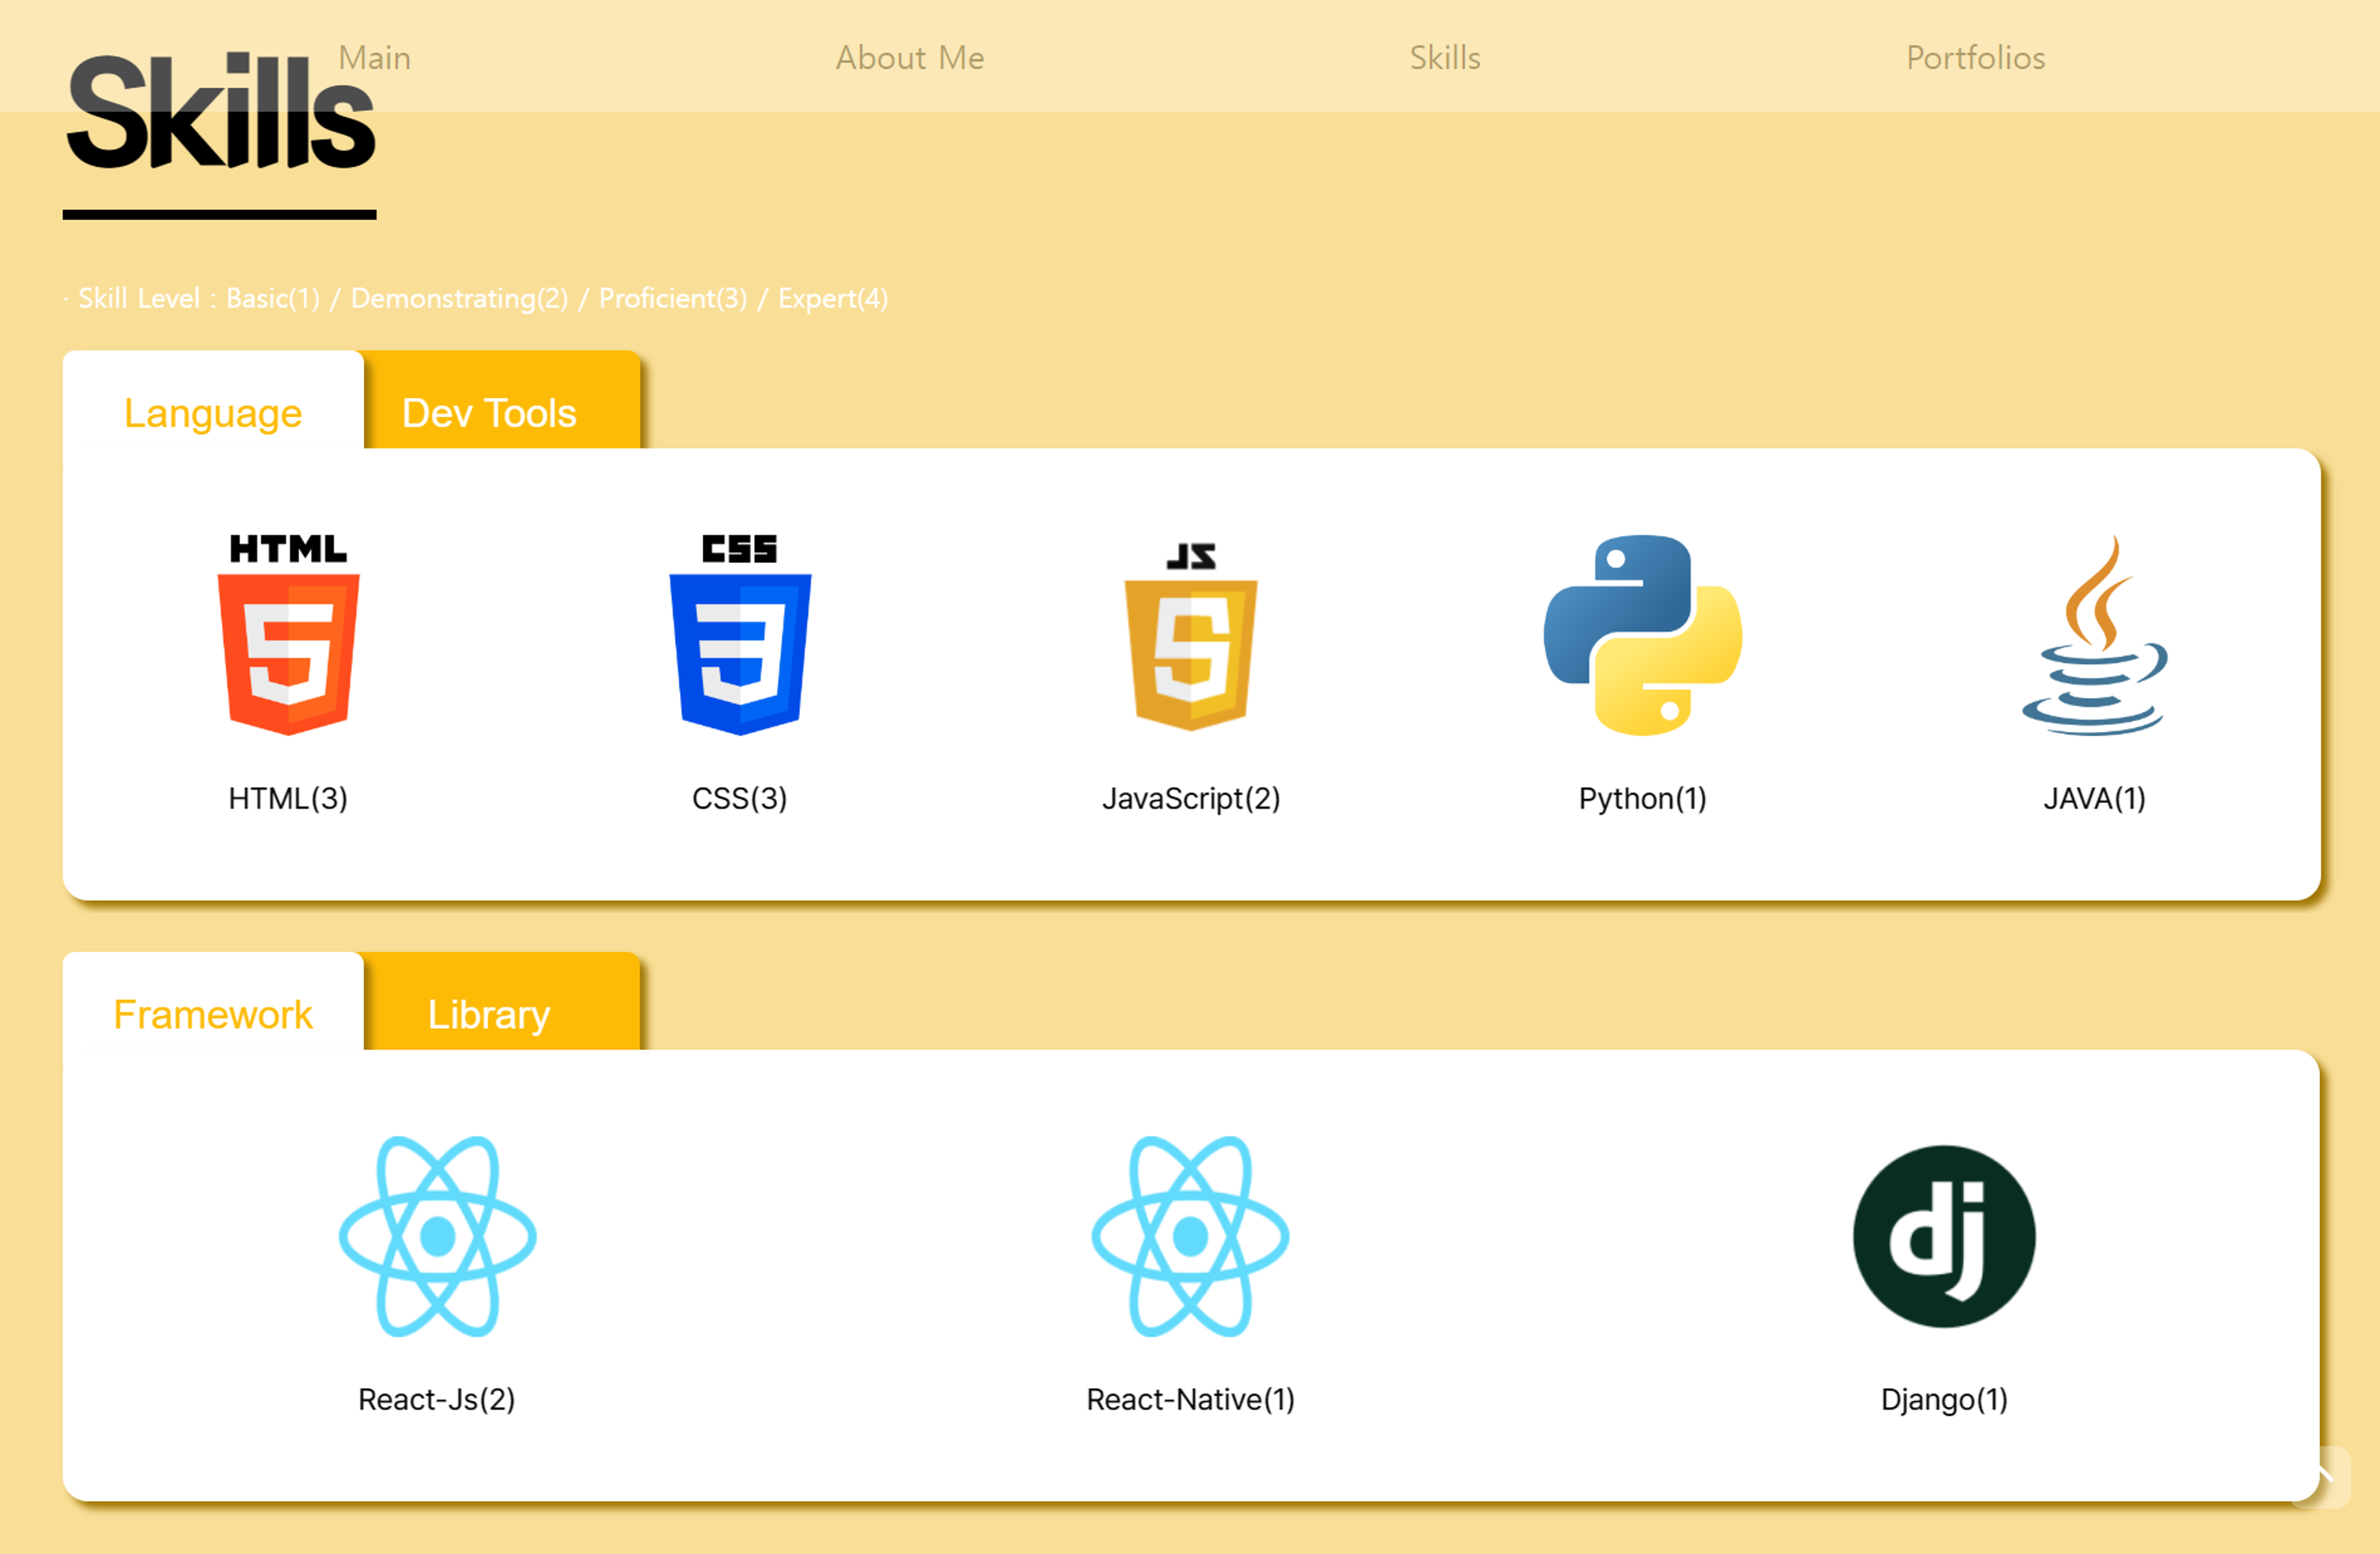 Main About Me Skills Portfolios
Skills
· Skill Level : Basic(1) / Demonstrating(2) / Proficient(3) / Expert(4)
Language Dev Tools
HTML CSS JS
5 3 5
HTML(3) CSS(3) JavaScript(2) Python(1) JAVA(1)
Framework Library
dj
React-Js(2) React-Native(1) Django(1)